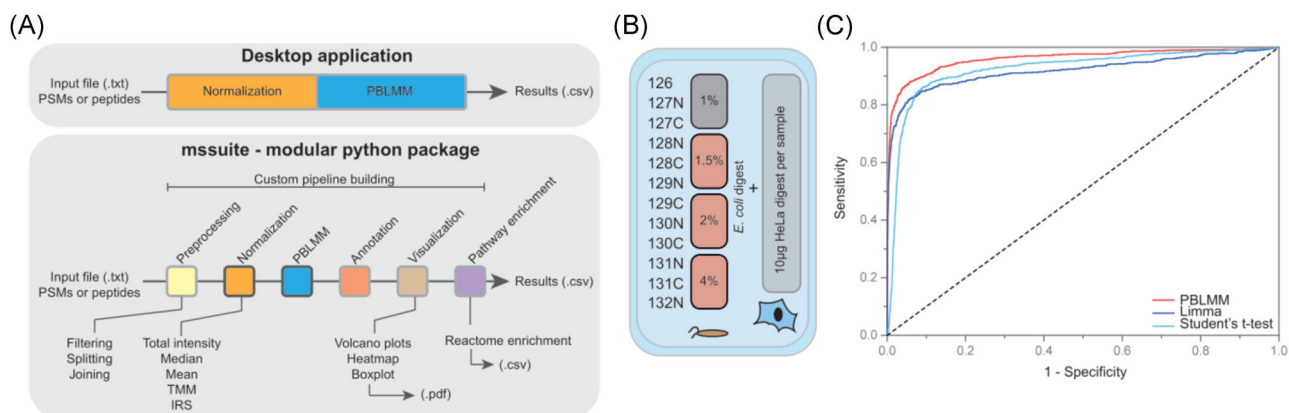 (A)
Desktop application
Input file (.txt)
PSMs or peptides
Normalization
PBLMM
Results (.csv)
mssuite - modular python package
Custom pipeline building
Preprocessing
Normalization
PBLMM
Annotation
Visualization
Pathway enrichment
Input file (.txt)
PSMs or peptides
Results (.csv)
Filtering
Splitting
Joining
Total intensity
Median
Mean
TMM
IRS
Volcano plots
Heatmap
Boxplot
(.pdf)
Reactome enrichment
(.csv)
(B)
126
127N
127C
128N
128C
129N
129C
130N
130C
131N
131C
132N
1%
1.5%
2%
4%
E. coli digest
+
10µg HeLa digest per sample
(C)
1.0
0.8
0.6
0.4
0.2
0.0
Sensitivity
0.0 0.2 0.4 0.6 0.8 1.0
1 - Specificity
PBLMM
Limma
Student's t-test